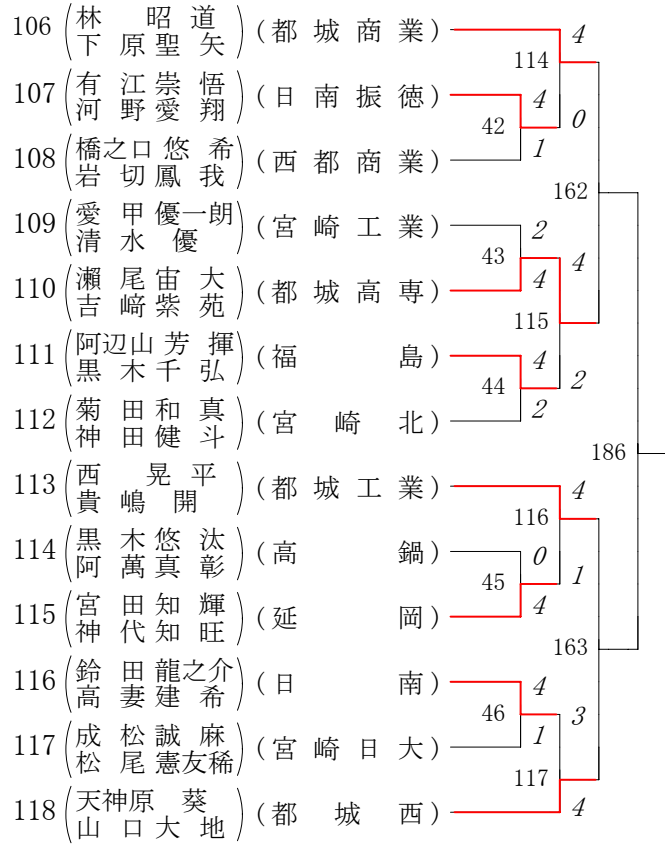 106 林 昭道 下原聖矢 (都城商業)
107 有江崇悟 河野愛翔 (日南振徳)
108 橋之口悠希 岩切鳳我 (西都商業)
109 愛甲優一朗 清水優 (宮崎工業)
110 瀬尾宙大 吉﨑紫苑 (都城高専)
111 阿辺山芳揮 黒木千弘 (福島)
112 菊田和真 神田健斗 (宮崎北)
113 西晃平 貴嶋開 (都城工業)
114 黒木悠汰 阿萬真彰 (高鍋)
115 宮田知輝 神代知旺 (延岡)
116 鈴田龍之介 高妻建希 (日南)
117 成松誠麻 松尾憲友稀 (宮崎日大)
118 天神原葵 山口大地 (都城西)
4
114
4
0
42
1
162
2
43
4
4
115
4
2
44
2
186
4
116
0
1
45
4
163
4
3
46
1
117
4